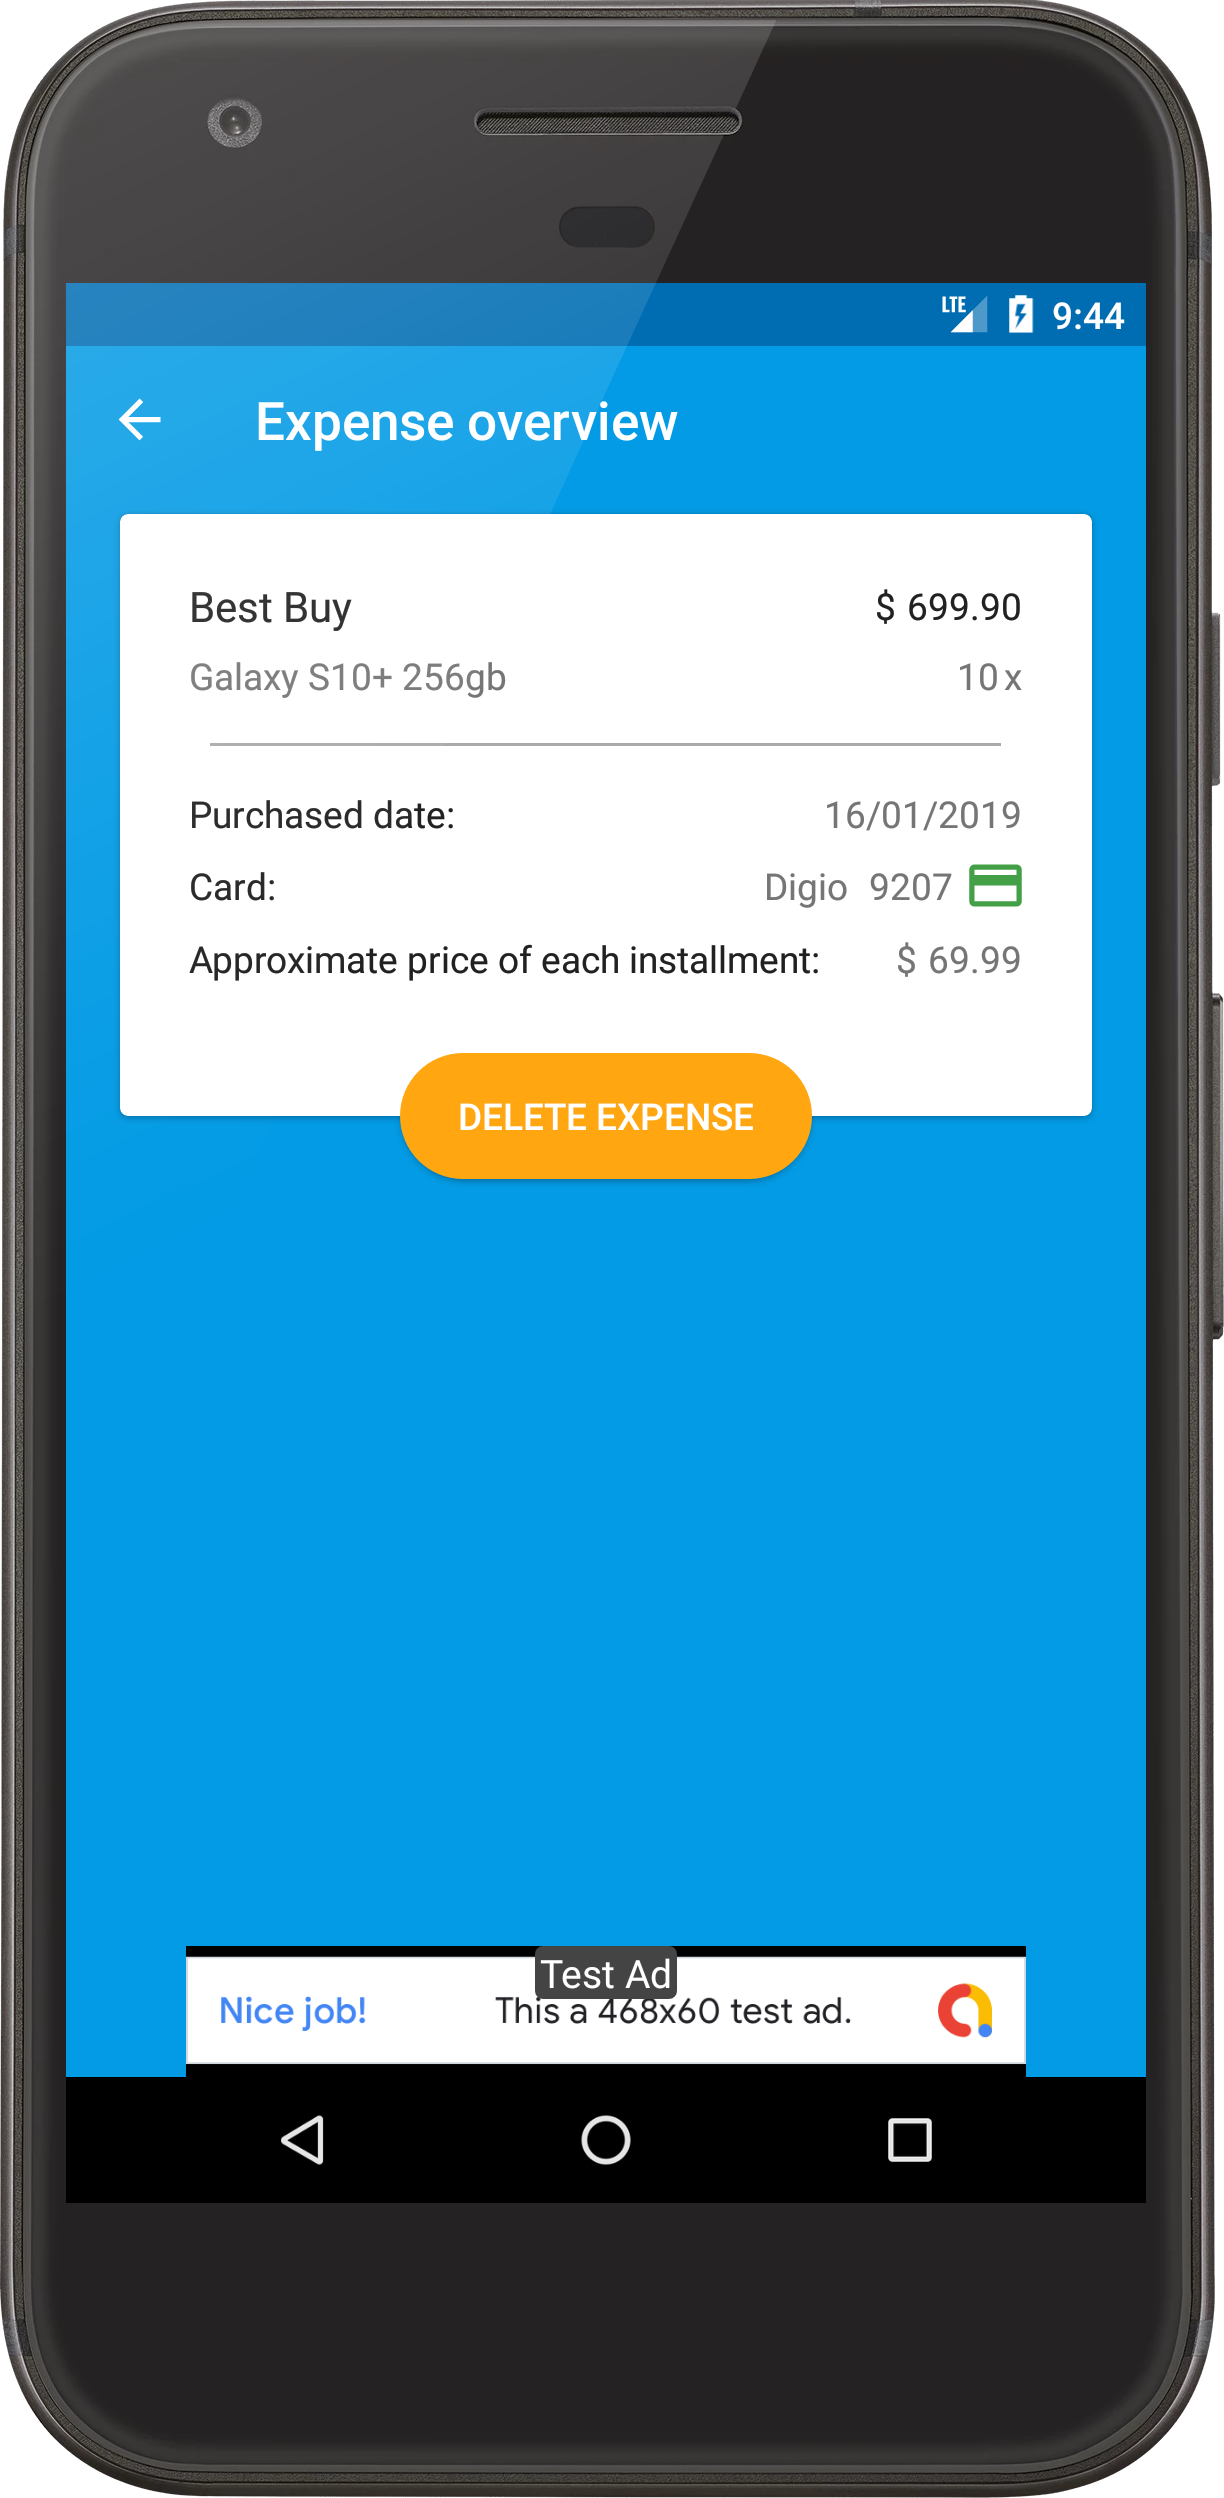 LTE 9:44
Expense overview
Best Buy $ 699.90
Galaxy S10+ 256gb 10 x
Purchased date: 16/01/2019
Card: Digio 9207
Approximate price of each installment: $ 69.99
DELETE EXPENSE
Test Ad
Nice job! This a 468x60 test ad.